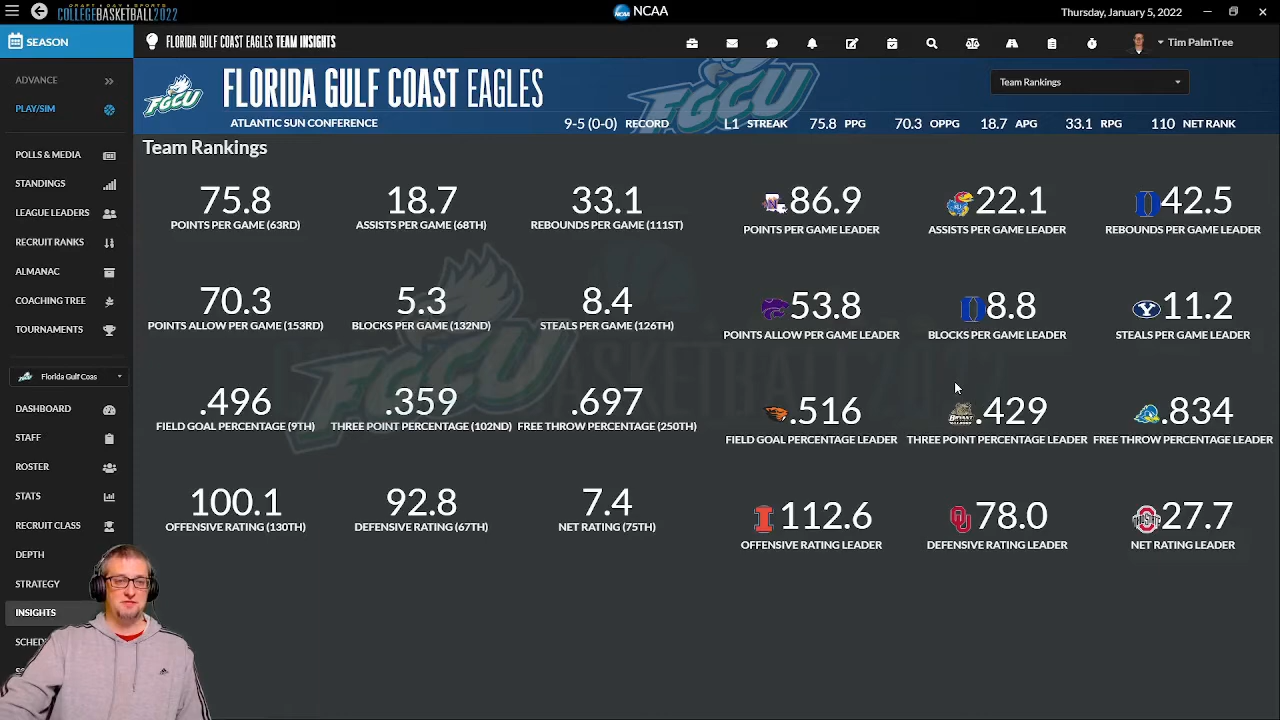 DRAFT DAY SPORTS
COLLEGE BASKETBALL 2022
NCAA NCAA
Thursday, January 5, 2022
SEASON
FLORIDA GULF COAST EAGLES TEAM INSIGHTS
Tim PalmTree
ADVANCE
PLAY/SIM
POLLS & MEDIA
STANDINGS
LEAGUE LEADERS
RECRUIT RANKS
ALMANAC
COACHING TREE
TOURNAMENTS
Florida Gulf Coas
DASHBOARD
STAFF
ROSTER
STATS
RECRUIT CLASS
DEPTH
STRATEGY
INSIGHTS
SCHED
FGCU
FLORIDA GULF COAST EAGLES
FGCU
Team Rankings
ATLANTIC SUN CONFERENCE
9-5 (0-0) RECORD L1 STREAK 75.8 PPG 70.3 OPPG 18.7 APG 33.1 RPG 110 NET RANK
Team Rankings
75.8 18.7 33.1
POINTS PER GAME (63RD) ASSISTS PER GAME (68TH) REBOUNDS PER GAME (111ST)
70.3 5.3 8.4
POINTS ALLOW PER GAME (153RD) BLOCKS PER GAME (132ND) STEALS PER GAME (126TH)
.496 .359 .697
FIELD GOAL PERCENTAGE (9TH) THREE POINT PERCENTAGE (102ND) FREE THROW PERCENTAGE (250TH)
100.1 92.8 7.4
OFFENSIVE RATING (130TH) DEFENSIVE RATING (67TH) NET RATING (75TH)
86.9 22.1 42.5
POINTS PER GAME LEADER ASSISTS PER GAME LEADER REBOUNDS PER GAME LEADER
53.8 8.8 11.2
POINTS ALLOW PER GAME LEADER BLOCKS PER GAME LEADER STEALS PER GAME LEADER
.516 .429 .834
FIELD GOAL PERCENTAGE LEADER THREE POINT PERCENTAGE LEADER FREE THROW PERCENTAGE LEADER
112.6 78.0 27.7
OFFENSIVE RATING LEADER DEFENSIVE RATING LEADER NET RATING LEADER